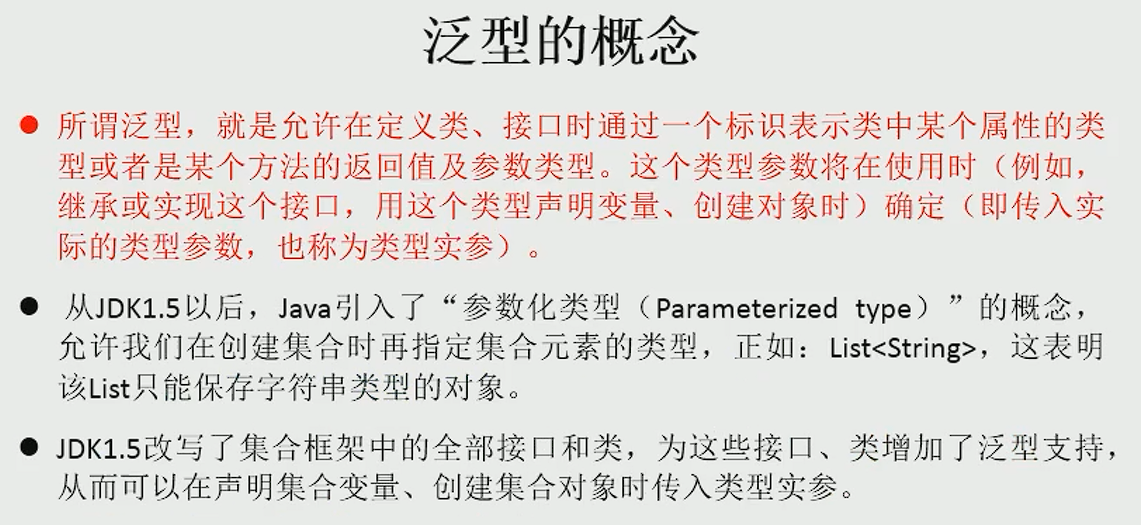 泛型的概念
所谓泛型，就是允许在定义类、接口时通过一个标识表示类中某个属性的类
型或者是某个方法的返回值及参数类型。这个类型参数将在使用时（例如，
继承或实现这个接口，用这个类型声明变量、创建对象时）确定（即传入实
际的类型参数，也称为类型实参）。
从JDK1.5以后，Java引入了“参数化类型（Parameterized type）”的概念，
允许我们在创建集合时再指定集合元素的类型，正如：List<String>，这表明
该List只能保存字符串类型的对象。
JDK1.5改写了集合框架中的全部接口和类，为这些接口、类增加了泛型支持，
从而可以在声明集合变量、创建集合对象时传入类型实参。